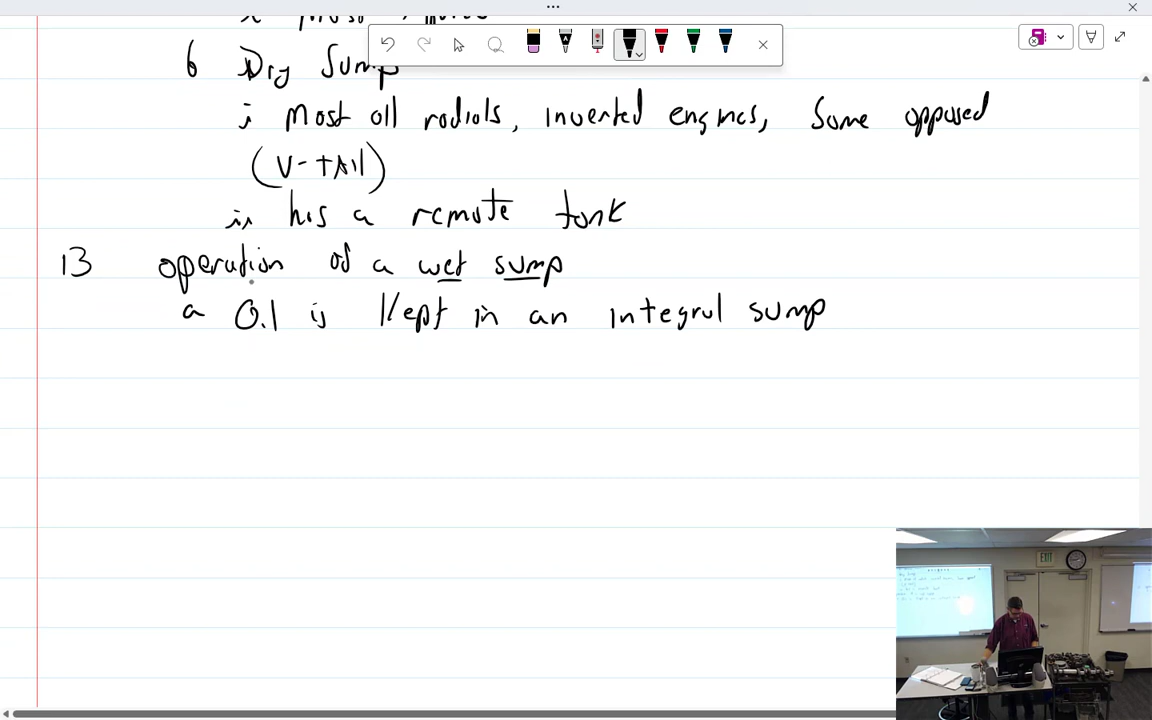 6 Dry Sump
i Most all radials, inverted engines, Some opposed
(V-TAIl)
ii has a remote tank
13 operation of a wet sump
a Oil is Kept in an integral sump
EXIT